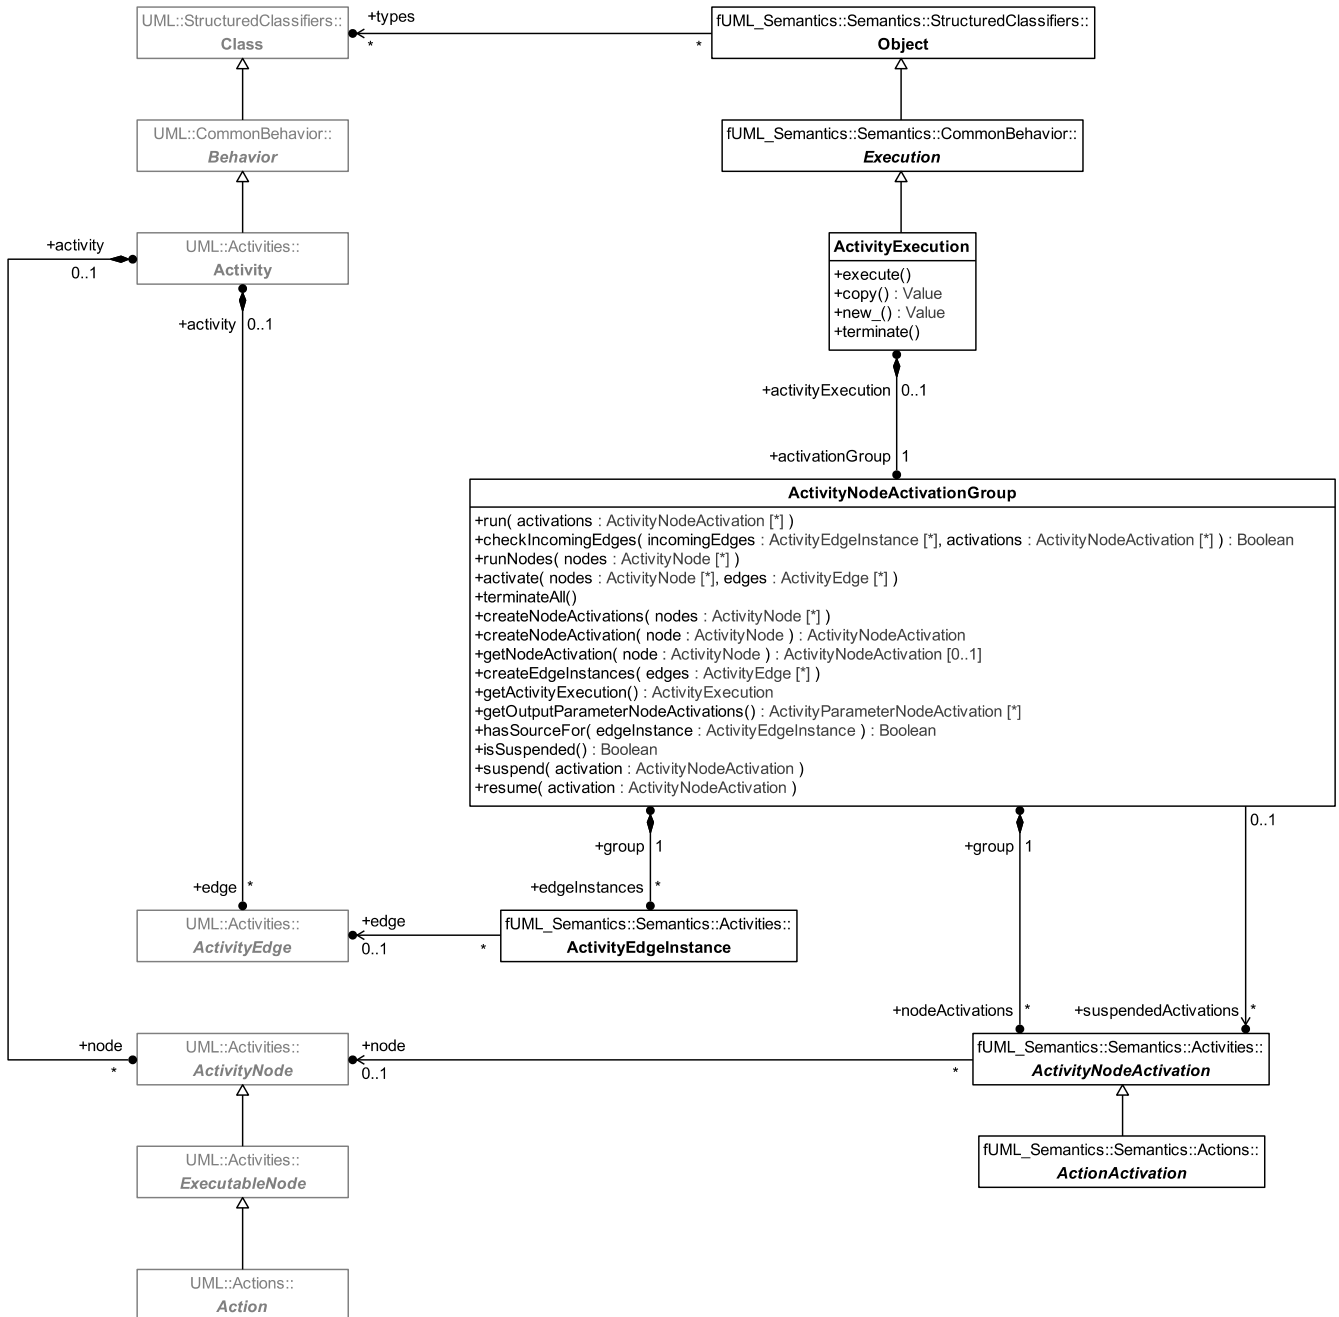 UML::StructuredClassifiers::
Class
+types
*
*
fUML_Semantics::Semantics::StructuredClassifiers::
Object
UML::CommonBehavior::
Behavior
fUML_Semantics::Semantics::CommonBehavior::
Execution
+activity
0..1
UML::Activities::
Activity
+activity
0..1
ActivityExecution
+execute()
+copy() : Value
+new_() : Value
+terminate()
+activityExecution
0..1
+activationGroup
1
ActivityNodeActivationGroup
+run( activations : ActivityNodeActivation [*] )
+checkIncomingEdges( incomingEdges : ActivityEdgeInstance [*], activations : ActivityNodeActivation [*] ) : Boolean
+runNodes( nodes : ActivityNode [*] )
+activate( nodes : ActivityNode [*], edges : ActivityEdge [*] )
+terminateAll()
+createNodeActivations( nodes : ActivityNode [*] )
+createNodeActivation( node : ActivityNode ) : ActivityNodeActivation
+getNodeActivation( node : ActivityNode ) : ActivityNodeActivation [0..1]
+createEdgeInstances( edges : ActivityEdge [*] )
+getActivityExecution() : ActivityExecution
+getOutputParameterNodeActivations() : ActivityParameterNodeActivation [*]
+hasSourceFor( edgeInstance : ActivityEdgeInstance ) : Boolean
+isSuspended() : Boolean
+suspend( activation : ActivityNodeActivation )
+resume( activation : ActivityNodeActivation )
0..1
+group
1
+group
1
+edge
*
+edgeInstances
*
UML::Activities::
ActivityEdge
+edge
0..1
*
fUML_Semantics::Semantics::Activities::
ActivityEdgeInstance
+nodeActivations
*
+suspendedActivations
*
+node
*
UML::Activities::
ActivityNode
+node
0..1
*
fUML_Semantics::Semantics::Activities::
ActivityNodeActivation
UML::Activities::
ExecutableNode
fUML_Semantics::Semantics::Actions::
ActionActivation
UML::Actions::
Action